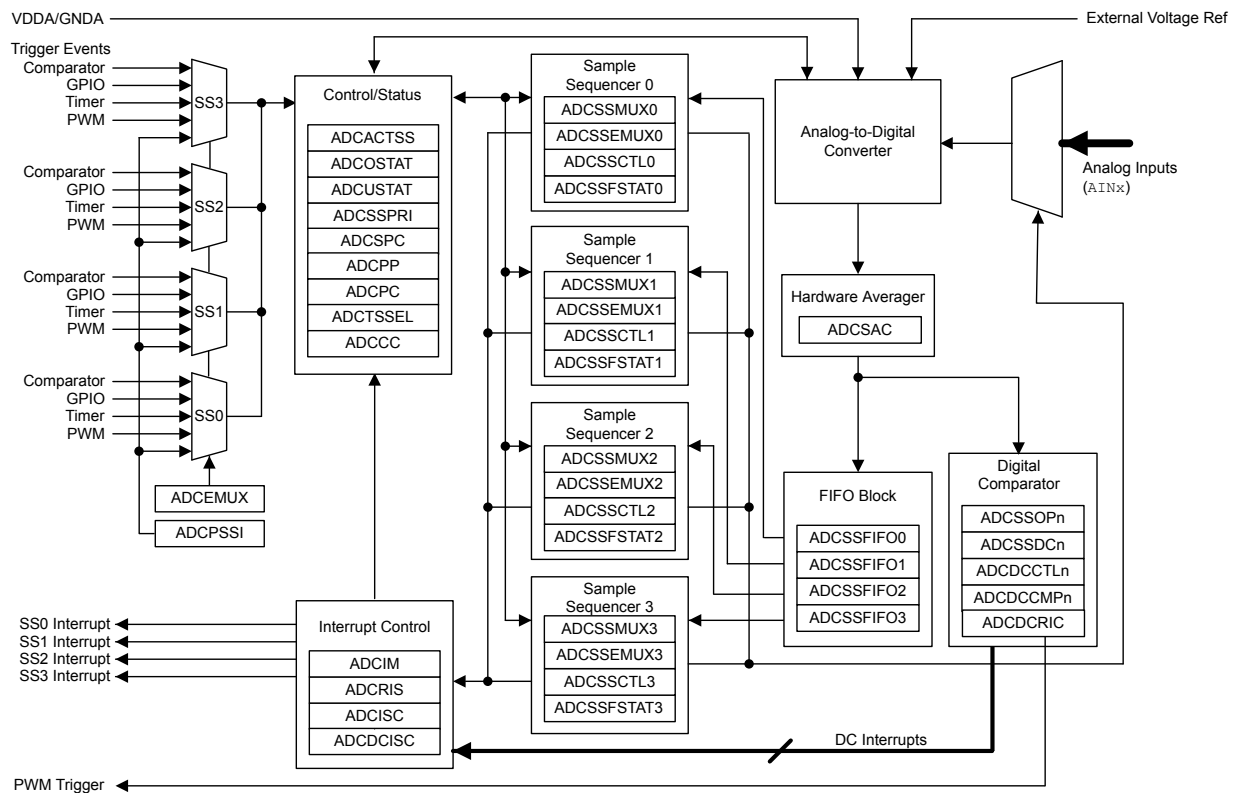 VDDA/GNDA
External Voltage Ref
Trigger Events
Comparator
GPIO
Timer
PWM
SS3
Comparator
GPIO
Timer
PWM
SS2
Comparator
GPIO
Timer
PWM
SS1
Comparator
GPIO
Timer
PWM
SS0
ADCEMUX
ADCPSSI
Control/Status
ADCACTSS
ADCOSTAT
ADCUSTAT
ADCSSPRI
ADCSPC
ADCPP
ADCPC
ADCTSSEL
ADCCC
Sample
Sequencer 0
ADCSSMUX0
ADCSSEMUX0
ADCSSCTL0
ADCSSFSTAT0
Sample
Sequencer 1
ADCSSMUX1
ADCSSEMUX1
ADCSSCTL1
ADCSSFSTAT1
Sample
Sequencer 2
ADCSSMUX2
ADCSSEMUX2
ADCSSCTL2
ADCSSFSTAT2
Sample
Sequencer 3
ADCSSMUX3
ADCSSEMUX3
ADCSSCTL3
ADCSSFSTAT3
Analog-to-Digital
Converter
Analog Inputs
(AINx)
Hardware Averager
ADCSAC
FIFO Block
ADCSSFIFO0
ADCSSFIFO1
ADCSSFIFO2
ADCSSFIFO3
Digital
Comparator
ADCSSOPn
ADCSSDCn
ADCDCCTLn
ADCDCCMPn
ADCDCRIC
SS0 Interrupt
SS1 Interrupt
SS2 Interrupt
SS3 Interrupt
Interrupt Control
ADCIM
ADCRIS
ADCISC
ADCDCISC
DC Interrupts
PWM Trigger